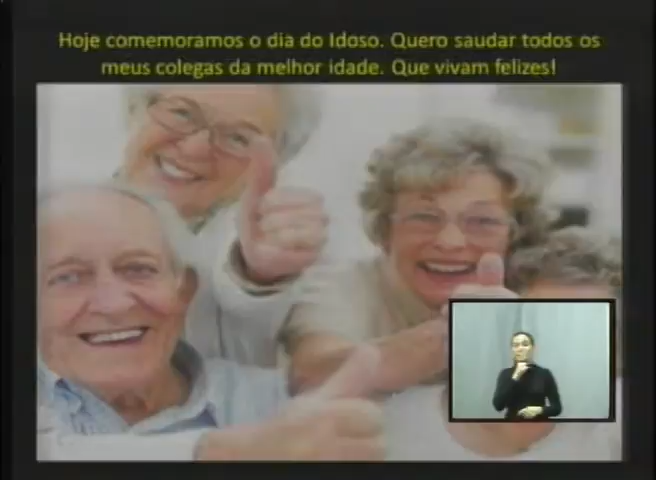 Hoje comemoramos o dia do Idoso. Quero saudar todos os
meus colegas da melhor idade. Que vivam felizes!